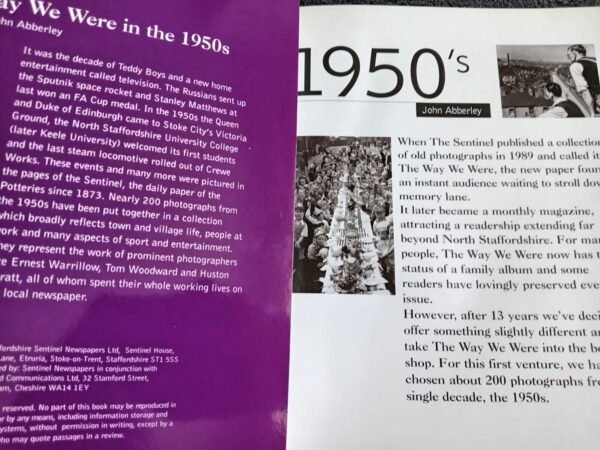 Way We Were in the 1950s
John Abberley
It was the decade of Teddy Boys and a new home
entertainment called television. The Russians sent up
the Sputnik space rocket and Stanley Matthews at
last won an FA Cup medal. In the 1950s the Queen
and Duke of Edinburgh came to Stoke City's Victoria
Ground, the North Staffordshire University College
(later Keele University) welcomed its first students
and the last steam locomotive rolled out of Crewe
Works. These events and many more were pictured in
the pages of the Sentinel, the daily paper of the
Potteries since 1873. Nearly 200 photographs from
the 1950s have been put together in a collection
which broadly reflects town and village life, people at
work and many aspects of sport and entertainment.
They represent the work of prominent photographers
Ernest Warrillow, Tom Woodward and Huston
all of whom spent their whole working lives on
local newspaper.
Sentinel Newspapers Ltd, Sentinel House,
Etruria, Stoke-on-Trent, Staffordshire ST1 5SS
by: Sentinel Newspapers in conjunction with
Communications Ltd, 32 Stamford Street,
Cheshire WA14 1EY
reserved. No part of this book may be reproduced in
or by any means, including information storage and
systems, without permission in writing, except by a
who may quote passages in a review.
1950's
John Abberley
When The Sentinel published a collection
of old photographs in 1989 and called it
The Way We Were, the new paper found
an instant audience waiting to stroll down
memory lane.
It later became a monthly magazine,
attracting a readership extending far
beyond North Staffordshire. For many
people, The Way We Were now has the
status of a family album and some
readers have lovingly preserved every
issue.
However, after 13 years we've
offer something slightly different
take The Way We Were into the
shop. For this first venture, we
chosen about 200 photographs
single decade, the 1950s.